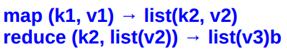 map (k1, v1) → list(k2, v2)
reduce (k2, list(v2)) → list(v3)b